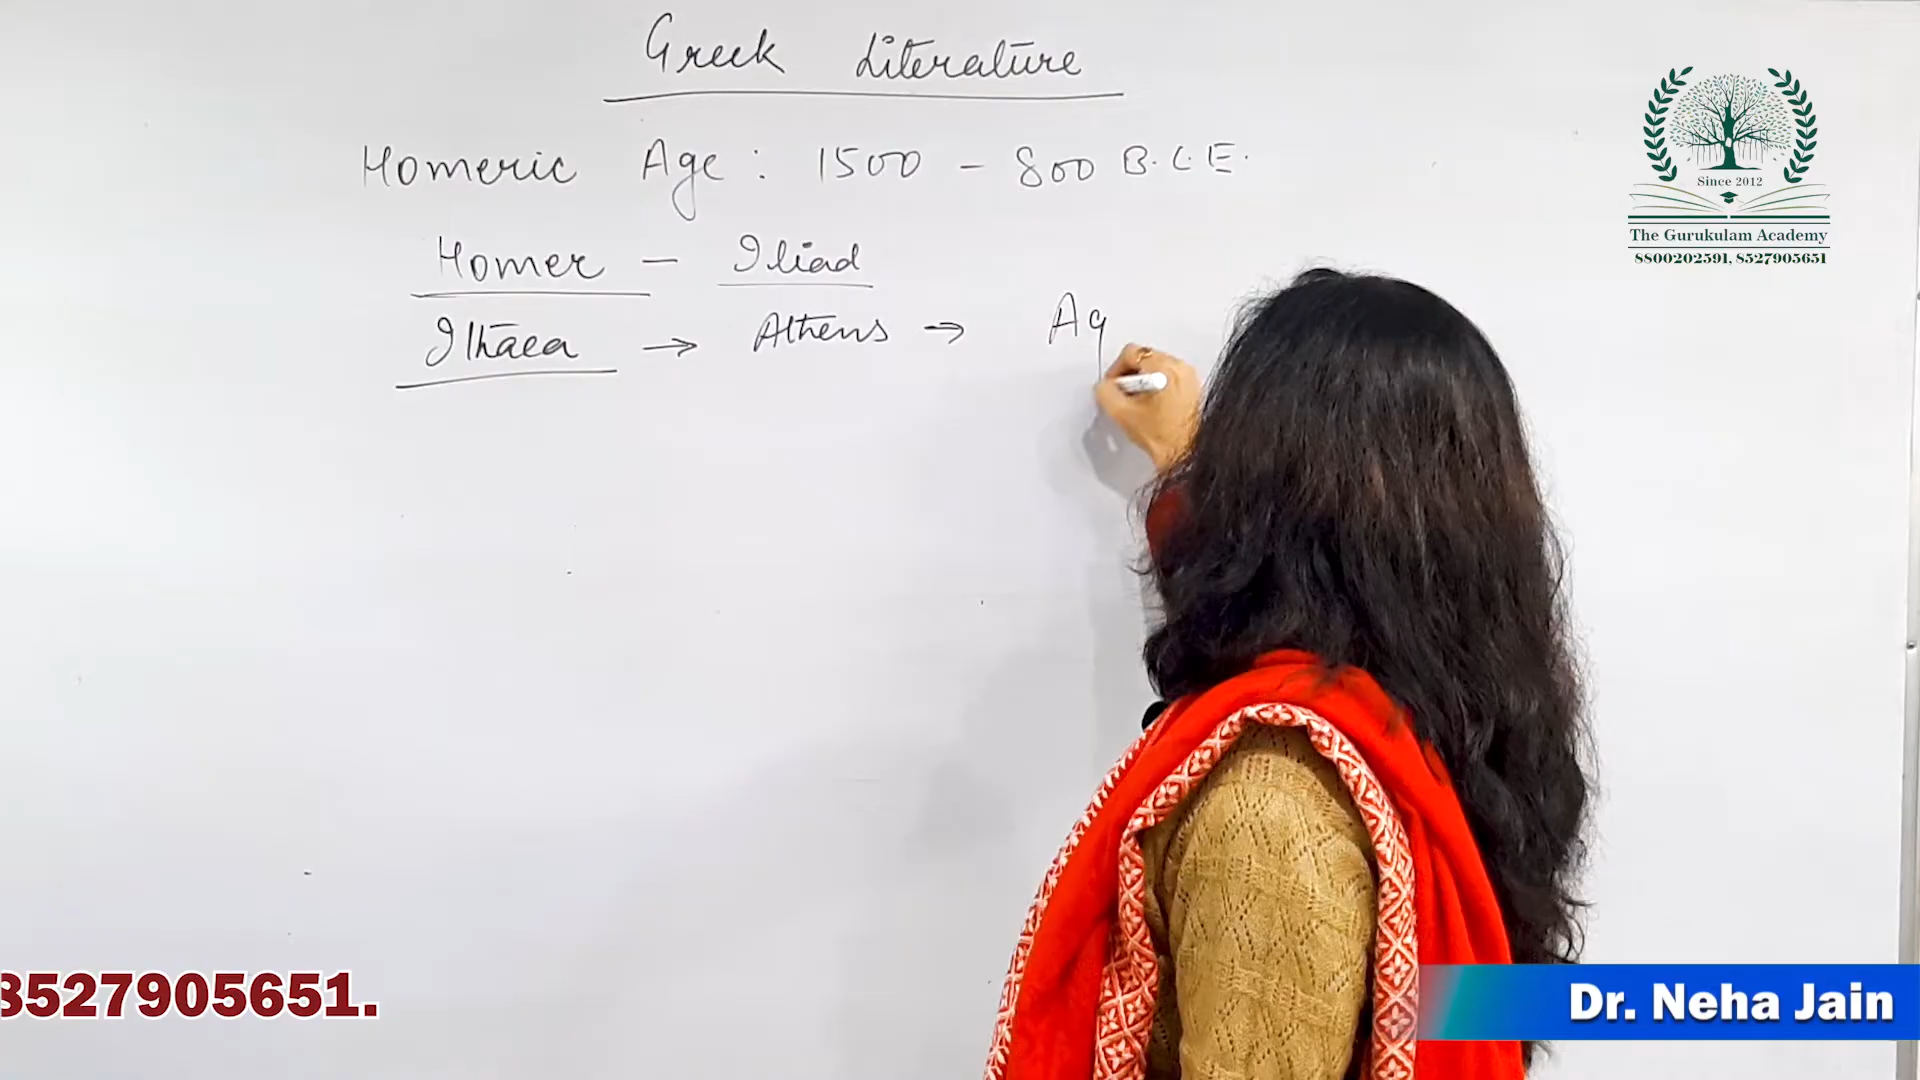 Greek Literature
Homeric Age : 1500 - 800 B.C.E.
Homer - Iliad
Ithaca → Athens → Ag
Since 2012
The Gurukulam Academy
8800202591, 8527905651
8527905651.
Dr. Neha Jain